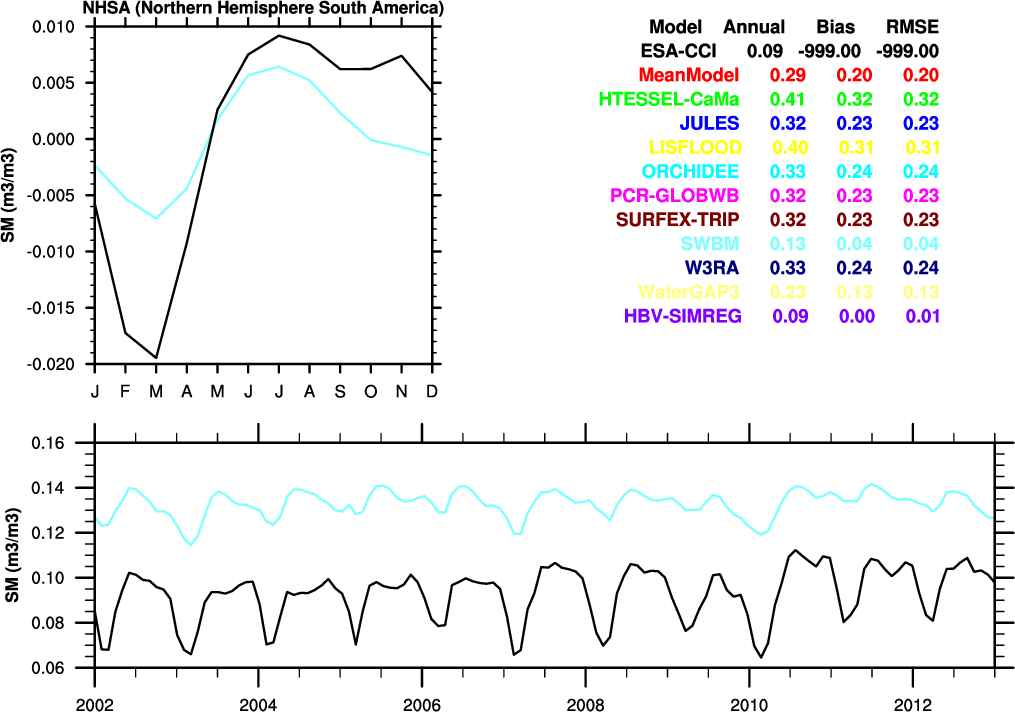 NHSA (Northern Hemisphere South America)
Model Annual Bias RMSE
ESA-CCI 0.09 -999.00 -999.00
MeanModel 0.29 0.20 0.20
HTESSEL-CaMa 0.41 0.32 0.32
JULES 0.32 0.23 0.23
LISFLOOD 0.40 0.31 0.31
ORCHIDEE 0.33 0.24 0.24
PCR-GLOBWB 0.32 0.23 0.23
SURFEX-TRIP 0.32 0.23 0.23
SWBM 0.13 0.04 0.04
W3RA 0.33 0.24 0.24
WaterGAP3 0.23 0.13 0.13
HBV-SIMREG 0.09 0.00 0.01
SM (m3/m3)
0.010
0.005
0.000
-0.005
-0.010
-0.015
-0.020
J F M A M J J A S O N D
SM (m3/m3)
0.16
0.14
0.12
0.10
0.08
0.06
2002 2004 2006 2008 2010 2012